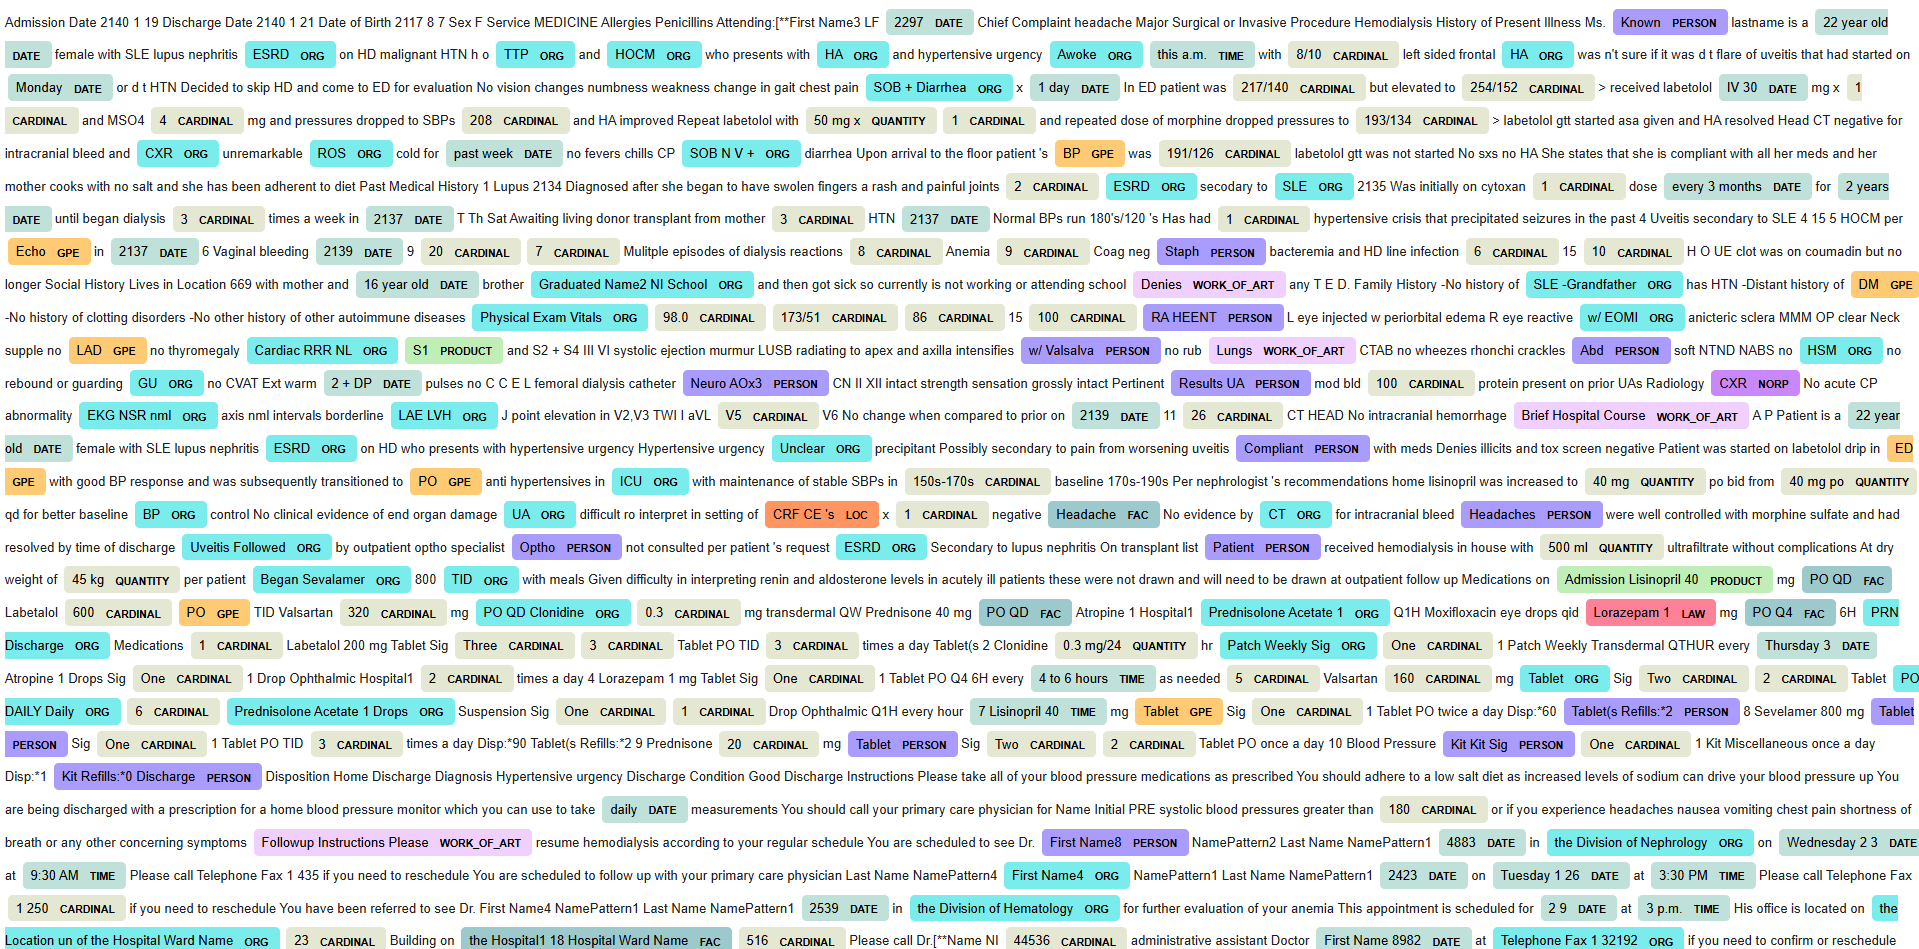 Admission Date 2140 1 19 Discharge Date 2140 1 21 Date of Birth 2117 8 7 Sex F Service MEDICINE Allergies Penicillins Attending:[**First Name3 LF 2297 DATE Chief Complaint headache Major Surgical or Invasive Procedure Hemodialysis History of Present Illness Ms. Known PERSON lastname is a 22 year old
DATE female with SLE lupus nephritis ESRD ORG on HD malignant HTN h o TTP ORG and HOCM ORG who presents with HA ORG and hypertensive urgency Awoke ORG this a.m. TIME with 8/10 CARDINAL left sided frontal HA ORG was n't sure if it was d t flare of uveitis that had started on
Monday DATE or d t HTN Decided to skip HD and come to ED for evaluation No vision changes numbness weakness change in gait chest pain SOB + Diarrhea ORG x 1 day DATE In ED patient was 217/140 CARDINAL but elevated to 254/152 CARDINAL > received labetolol IV 30 DATE mg x 1
CARDINAL and MSO4 4 CARDINAL mg and pressures dropped to SBPs 208 CARDINAL and HA improved Repeat labetolol with 50 mg x QUANTITY 1 CARDINAL and repeated dose of morphine dropped pressures to 193/134 CARDINAL > labetolol gtt started asa given and HA resolved Head CT negative for
intracranial bleed and CXR ORG unremarkable ROS ORG cold for past week DATE no fevers chills CP SOB N V + ORG diarrhea Upon arrival to the floor patient 's BP GPE was 191/126 CARDINAL labetolol gtt was not started No sxs no HA She states that she is compliant with all her meds and her
mother cooks with no salt and she has been adherent to diet Past Medical History 1 Lupus 2134 Diagnosed after she began to have swolen fingers a rash and painful joints 2 CARDINAL ESRD ORG secodary to SLE ORG 2135 Was initially on cytoxan 1 CARDINAL dose every 3 months DATE for 2 years
DATE until began dialysis 3 CARDINAL times a week in 2137 DATE T Th Sat Awaiting living donor transplant from mother 3 CARDINAL HTN 2137 DATE Normal BPs run 180's/120 's Has had 1 CARDINAL hypertensive crisis that precipitated seizures in the past 4 Uveitis secondary to SLE 4 15 5 HOCM per
Echo GPE in 2137 DATE 6 Vaginal bleeding 2139 DATE 9 20 CARDINAL 7 CARDINAL Mulitple episodes of dialysis reactions 8 CARDINAL Anemia 9 CARDINAL Coag neg Staph PERSON bacteremia and HD line infection 6 CARDINAL 15 10 CARDINAL H O UE clot was on coumadin but no
longer Social History Lives in Location 669 with mother and 16 year old DATE brother Graduated Name2 NI School ORG and then got sick so currently is not working or attending school Denies WORK_OF_ART any T E D. Family History -No history of SLE -Grandfather ORG has HTN -Distant history of DM GPE
-No history of clotting disorders -No other history of other autoimmune diseases Physical Exam Vitals ORG 98.0 CARDINAL 173/51 CARDINAL 86 CARDINAL 15 100 CARDINAL RA HEENT PERSON L eye injected w periorbital edema R eye reactive w/ EOMI ORG anicteric sclera MMM OP clear Neck
supple no LAD GPE no thyromegaly Cardiac RRR NL ORG S1 PRODUCT and S2 + S4 III VI systolic ejection murmur LUSB radiating to apex and axilla intensifies w/ Valsalva PERSON no rub Lungs WORK_OF_ART CTAB no wheezes rhonchi crackles Abd PERSON soft NTND NABS no HSM ORG no
rebound or guarding GU ORG no CVAT Ext warm 2 + DP DATE pulses no C C E L femoral dialysis catheter Neuro AOx3 PERSON CN II XII intact strength sensation grossly intact Pertinent Results UA PERSON mod bld 100 CARDINAL protein present on prior UAs Radiology CXR NORP No acute CP
abnormality EKG NSR nml ORG axis nml intervals borderline LAE LVH ORG J point elevation in V2,V3 TWI I aVL V5 CARDINAL V6 No change when compared to prior on 2139 DATE 11 26 CARDINAL CT HEAD No intracranial hemorrhage Brief Hospital Course WORK_OF_ART A P Patient is a 22 year
old DATE female with SLE lupus nephritis ESRD ORG on HD who presents with hypertensive urgency Hypertensive urgency Unclear ORG precipitant Possibly secondary to pain from worsening uveitis Compliant PERSON with meds Denies illicits and tox screen negative Patient was started on labetolol drip in ED
GPE with good BP response and was subsequently transitioned to PO GPE anti hypertensives in ICU ORG with maintenance of stable SBPs in 150s-170s CARDINAL baseline 170s-190s Per nephrologist 's recommendations home lisinopril was increased to 40 mg QUANTITY po bid from 40 mg po QUANTITY
qd for better baseline BP ORG control No clinical evidence of end organ damage UA ORG difficult ro interpret in setting of CRF CE 's LOC x 1 CARDINAL negative Headache FAC No evidence by CT ORG for intracranial bleed Headaches PERSON were well controlled with morphine sulfate and had
resolved by time of discharge Uveitis Followed ORG by outpatient optho specialist Optho PERSON not consulted per patient 's request ESRD ORG Secondary to lupus nephritis On transplant list Patient PERSON received hemodialysis in house with 500 ml QUANTITY ultrafiltrate without complications At dry
weight of 45 kg QUANTITY per patient Began Sevalamer ORG 800 TID ORG with meals Given difficulty in interpreting renin and aldosterone levels in acutely ill patients these were not drawn and will need to be drawn at outpatient follow up Medications on Admission Lisinopril 40 PRODUCT mg PO QD FAC
Labetalol 600 CARDINAL PO GPE TID Valsartan 320 CARDINAL mg PO QD Clonidine ORG 0.3 CARDINAL mg transdermal QW Prednisone 40 mg PO QD FAC Atropine 1 Hospital1 Prednisolone Acetate 1 ORG Q1H Moxifloxacin eye drops qid Lorazepam 1 LAW mg PO Q4 FAC 6H PRN
Discharge ORG Medications 1 CARDINAL Labetalol 200 mg Tablet Sig Three CARDINAL 3 CARDINAL Tablet PO TID 3 CARDINAL times a day Tablet(s 2 Clonidine 0.3 mg/24 QUANTITY hr Patch Weekly Sig ORG One CARDINAL 1 Patch Weekly Transdermal QTHUR every Thursday 3 DATE
Atropine 1 Drops Sig One CARDINAL 1 Drop Ophthalmic Hospital1 2 CARDINAL times a day 4 Lorazepam 1 mg Tablet Sig One CARDINAL 1 Tablet PO Q4 6H every 4 to 6 hours TIME as needed 5 CARDINAL Valsartan 160 CARDINAL mg Tablet ORG Sig Two CARDINAL 2 CARDINAL Tablet PO
DAILY Daily ORG 6 CARDINAL Prednisolone Acetate 1 Drops ORG Suspension Sig One CARDINAL 1 CARDINAL Drop Ophthalmic Q1H every hour 7 Lisinopril 40 TIME mg Tablet GPE Sig One CARDINAL 1 Tablet PO twice a day Disp:*60 Tablet(s Refills:*2 PERSON 8 Sevelamer 800 mg Tablet
PERSON Sig One CARDINAL 1 Tablet PO TID 3 CARDINAL times a day Disp:*90 Tablet(s Refills:*2 9 Prednisone 20 CARDINAL mg Tablet PERSON Sig Two CARDINAL 2 CARDINAL Tablet PO once a day 10 Blood Pressure Kit Kit Sig PERSON One CARDINAL 1 Kit Miscellaneous once a day
Disp:*1 Kit Refills:*0 Discharge PERSON Disposition Home Discharge Diagnosis Hypertensive urgency Discharge Condition Good Discharge Instructions Please take all of your blood pressure medications as prescribed You should adhere to a low salt diet as increased levels of sodium can drive your blood pressure up You
are being discharged with a prescription for a home blood pressure monitor which you can use to take daily DATE measurements You should call your primary care physician for Name Initial PRE systolic blood pressures greater than 180 CARDINAL or if you experience headaches nausea vomiting chest pain shortness of
breath or any other concerning symptoms Followup Instructions Please WORK_OF_ART resume hemodialysis according to your regular schedule You are scheduled to see Dr. First Name8 PERSON NamePattern2 Last Name NamePattern1 4883 DATE in the Division of Nephrology ORG on Wednesday 2 3 DATE
at 9:30 AM TIME Please call Telephone Fax 1 435 if you need to reschedule You are scheduled to follow up with your primary care physician Last Name NamePattern4 First Name4 ORG NamePattern1 Last Name NamePattern1 2423 DATE on Tuesday 1 26 DATE at 3:30 PM TIME Please call Telephone Fax
1 250 CARDINAL if you need to reschedule You have been referred to see Dr. First Name4 NamePattern1 Last Name NamePattern1 2539 DATE in the Division of Hematology ORG for further evaluation of your anemia This appointment is scheduled for 2 9 DATE at 3 p.m. TIME His office is located on the
Location un of the Hospital Ward Name ORG 23 CARDINAL Building on the Hospital1 18 Hospital Ward Name FAC 516 CARDINAL Please call Dr.[**Name NI 44536 CARDINAL administrative assistant Doctor First Name 8982 DATE at Telephone Fax 1 32192 ORG if you need to confirm or reschedule